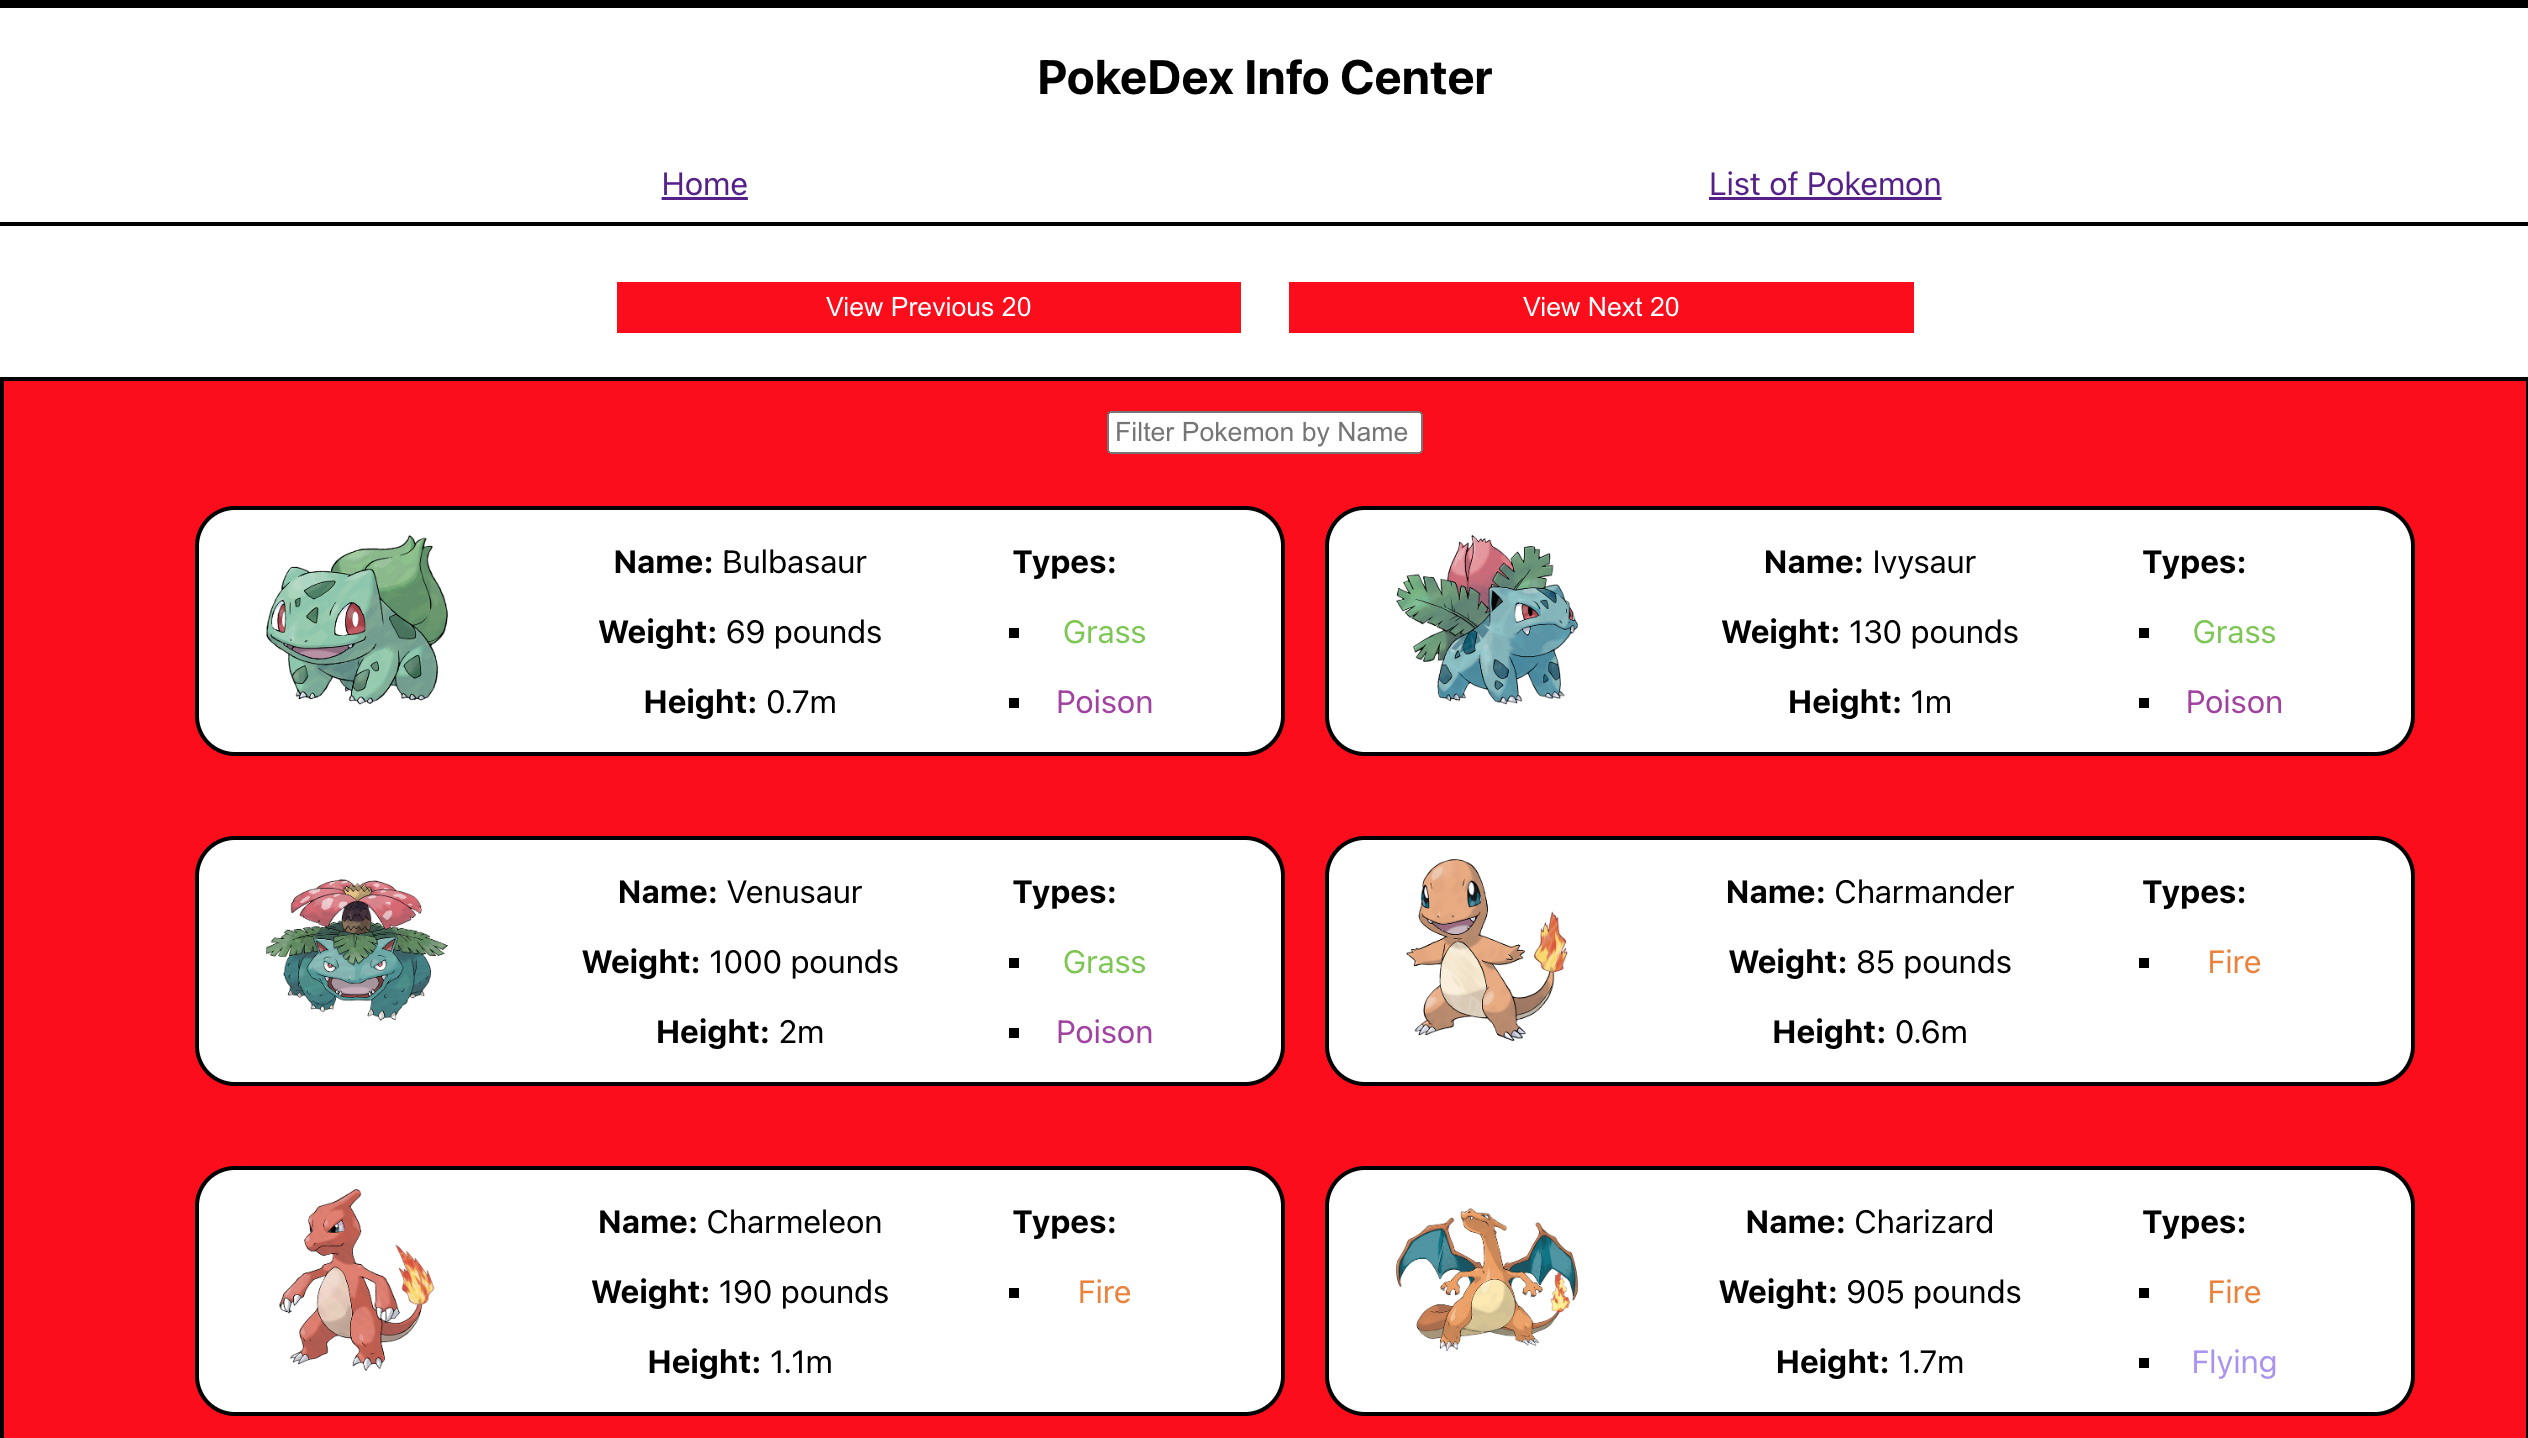 PokeDex Info Center
Home
List of Pokemon
View Previous 20
View Next 20
Filter Pokemon by Name
Name: Bulbasaur
Weight: 69 pounds
Height: 0.7m
Types:
Grass
Poison
Name: Ivysaur
Weight: 130 pounds
Height: 1m
Types:
Grass
Poison
Name: Venusaur
Weight: 1000 pounds
Height: 2m
Types:
Grass
Poison
Name: Charmander
Weight: 85 pounds
Height: 0.6m
Types:
Fire
Name: Charmeleon
Weight: 190 pounds
Height: 1.1m
Types:
Fire
Name: Charizard
Weight: 905 pounds
Height: 1.7m
Types:
Fire
Flying